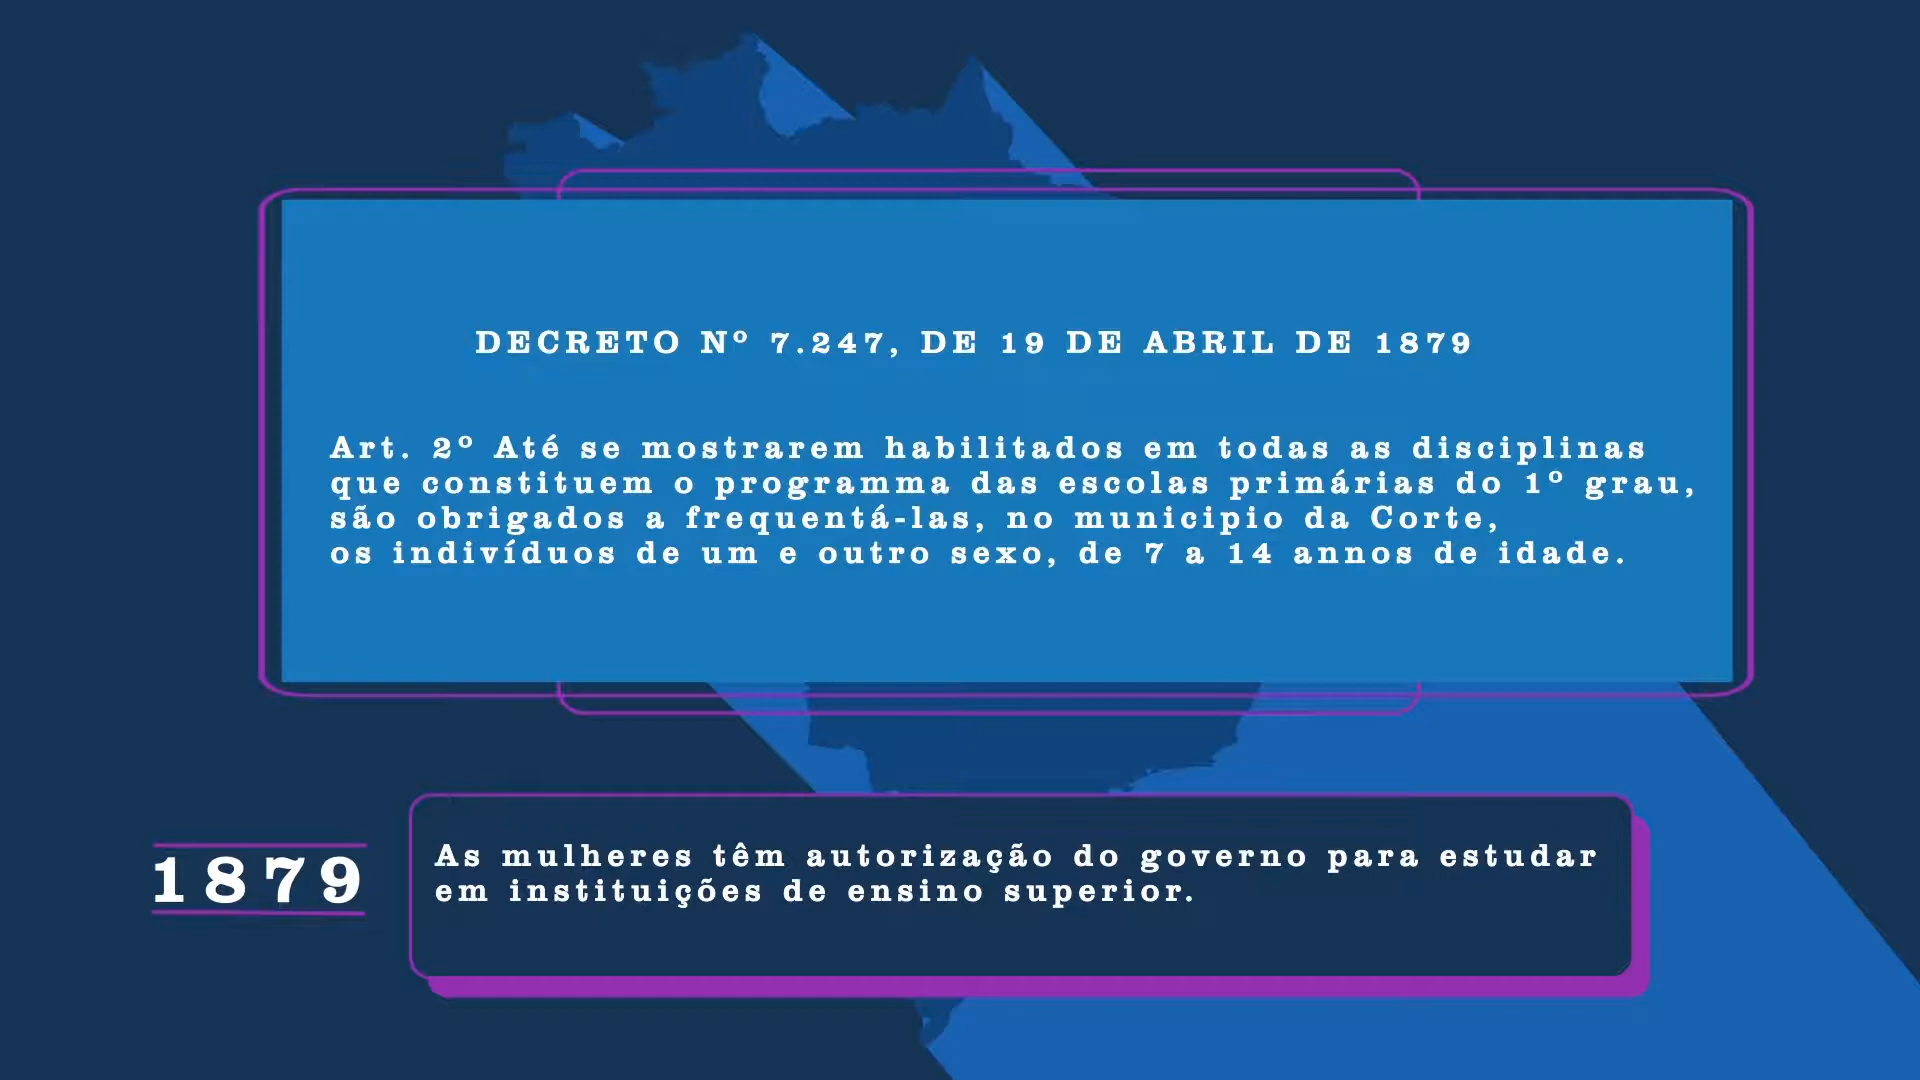 DECRETO Nº 7.247, DE 19 DE ABRIL DE 1879
Art. 2º Até se mostrarem habilitados em todas as disciplinas
que constituem o programma das escolas primárias do 1º grau,
são obrigados a frequentá-las, no municipio da Corte,
os indivíduos de um e outro sexo, de 7 a 14 annos de idade.
1879
As mulheres têm autorização do governo para estudar
em instituições de ensino superior.